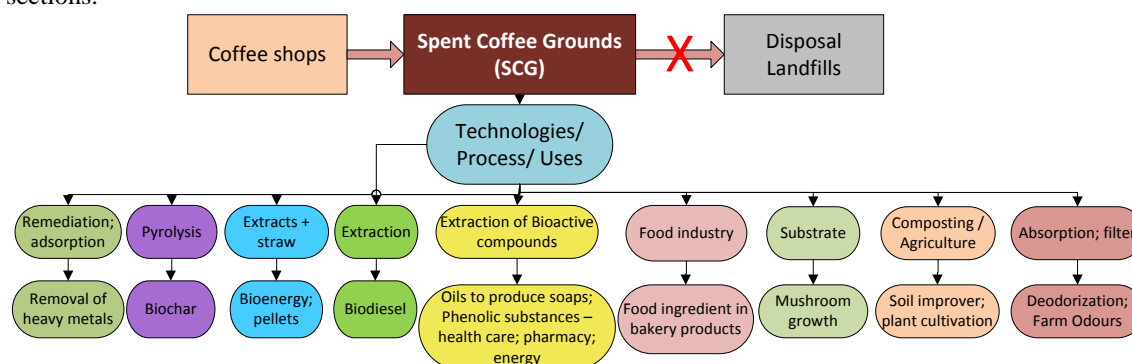 sections.
Coffee shops
Spent Coffee Grounds
(SCG)
Disposal
Landfills
X
Technologies/
Process/ Uses
Remediation;
adsorption
Pyrolysis
Extracts +
straw
Extraction
Extraction of Bioactive
compounds
Food industry
Substrate
Composting /
Agriculture
Absorption; filter
Removal of
heavy metals
Biochar
Bioenergy;
pellets
Biodiesel
Oils to produce soaps;
Phenolic substances –
health care; pharmacy;
energy
Food ingredient in
bakery products
Mushroom
growth
Soil improver;
plant cultivation
Deodorization;
Farm Odours